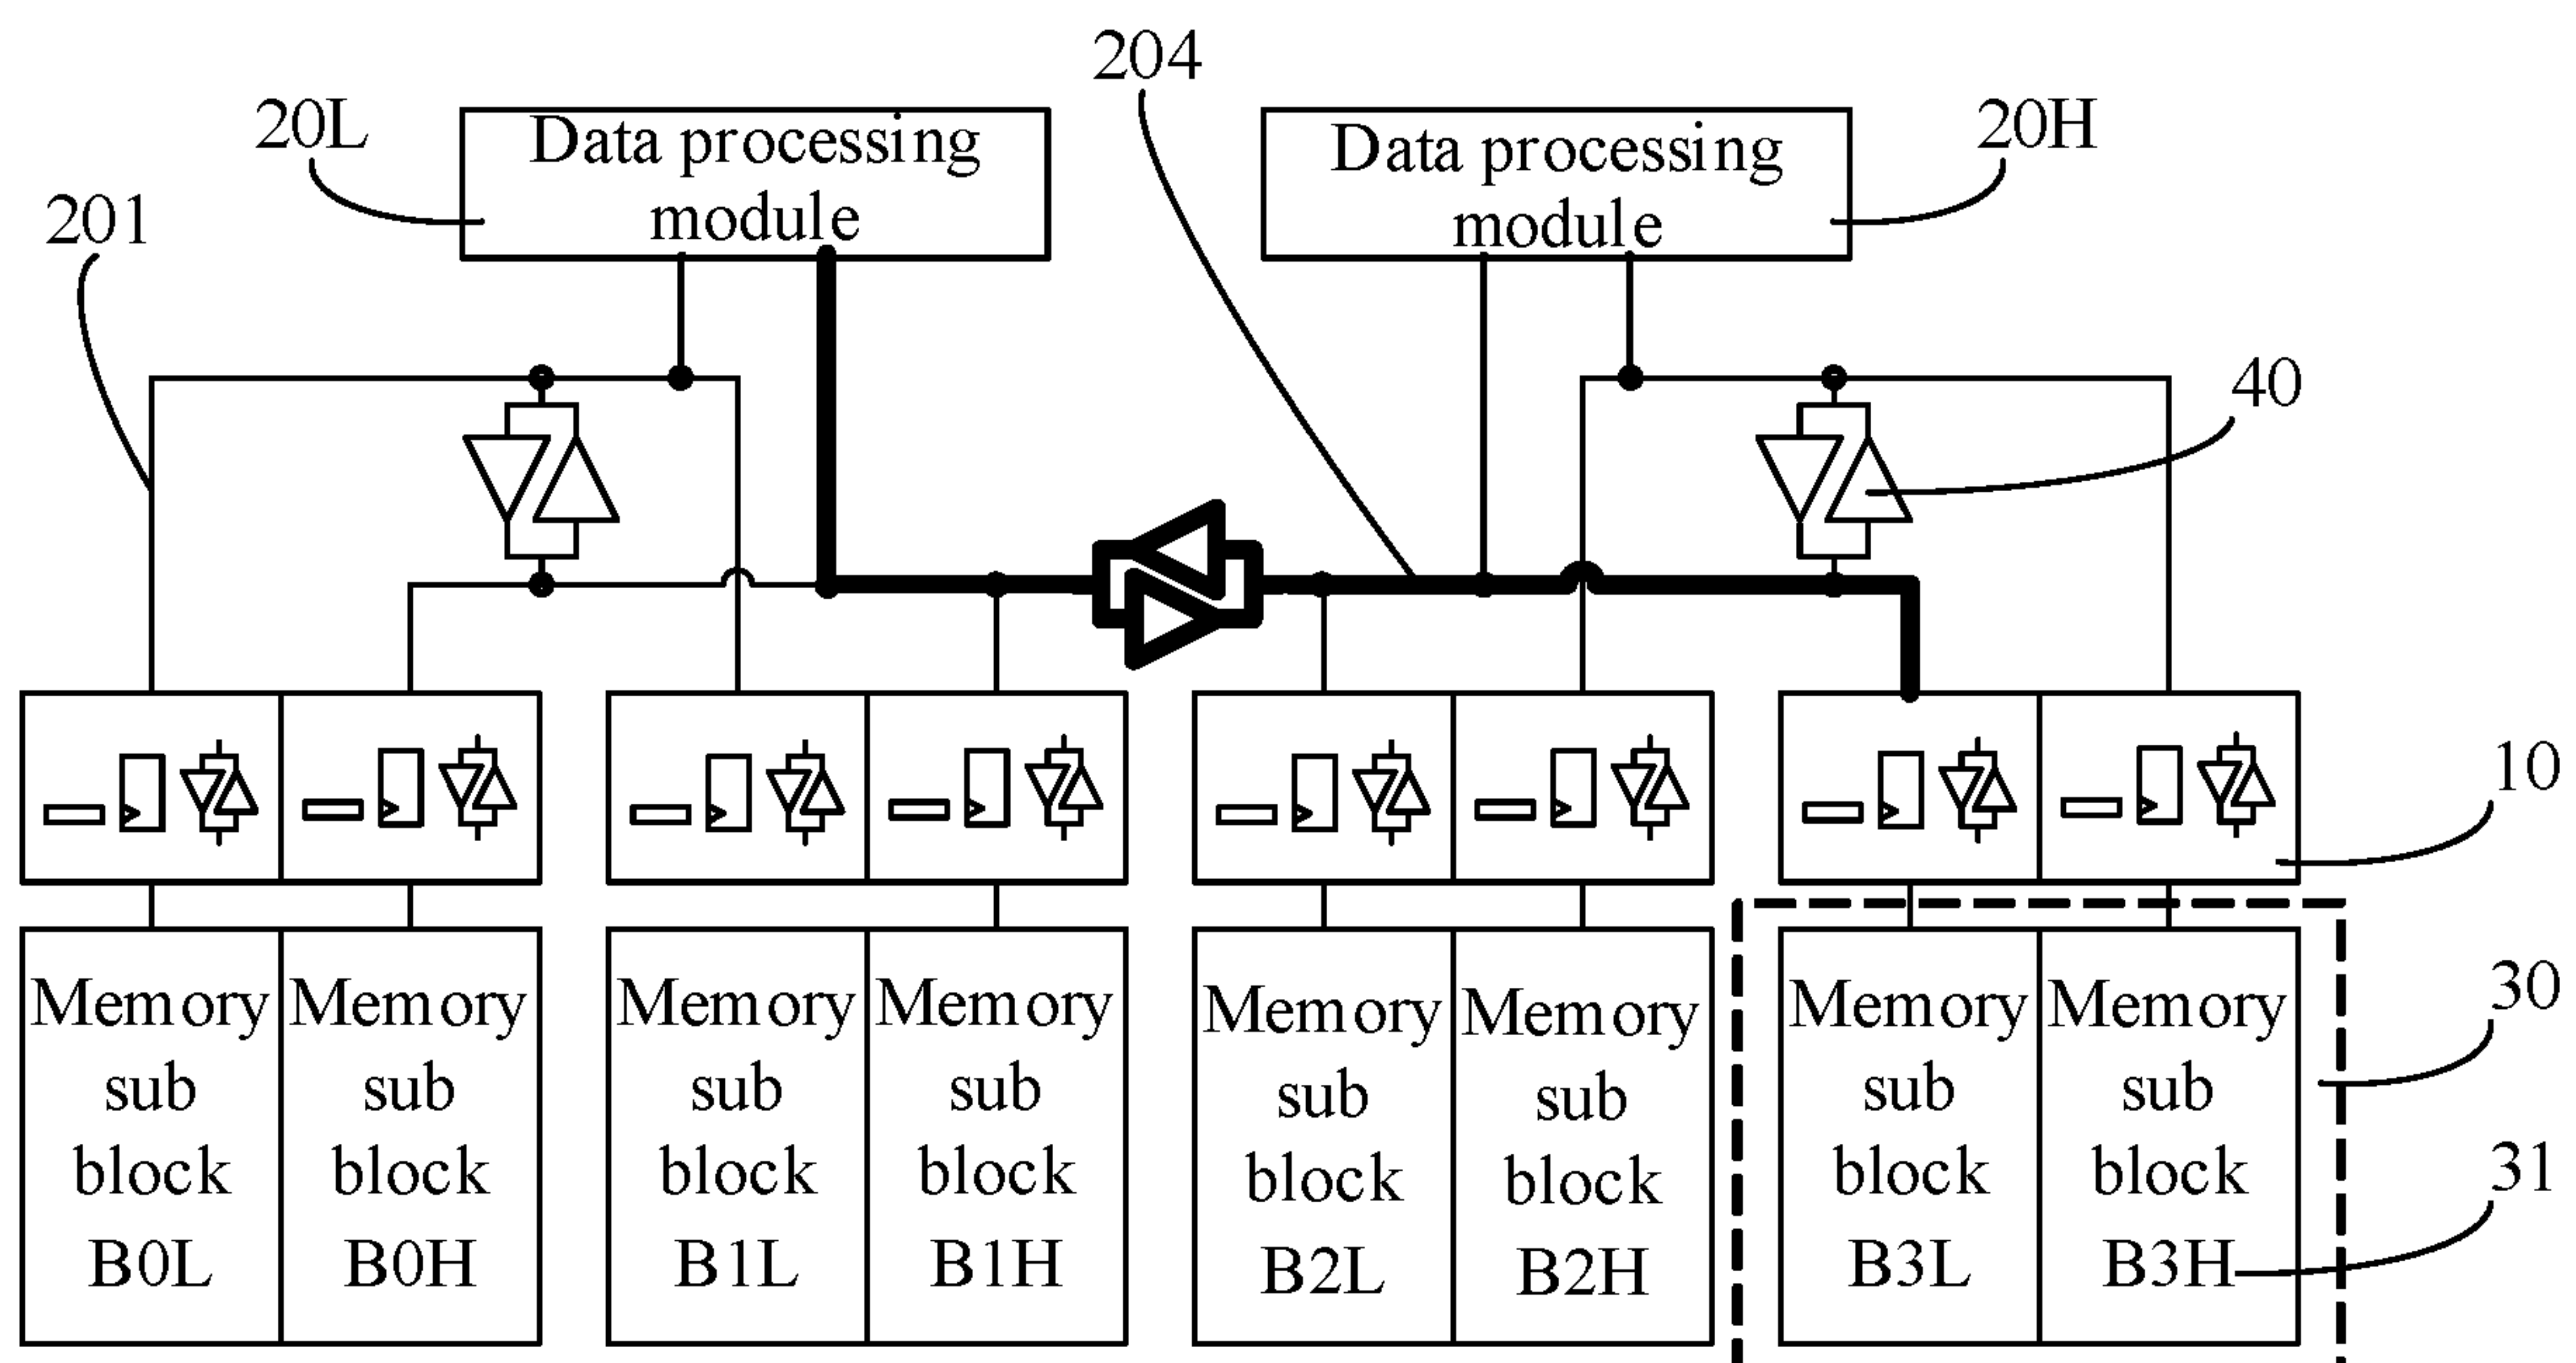 204
20L
Data processing
module
Data processing
module
20H
201
40
10
Memory
sub
block
B0L
Memory
sub
block
B0H
Memory
sub
block
B1L
Memory
sub
block
B1H
Memory
sub
block
B2L
Memory
sub
block
B2H
Memory
sub
block
B3L
Memory
sub
block
B3H
30
31